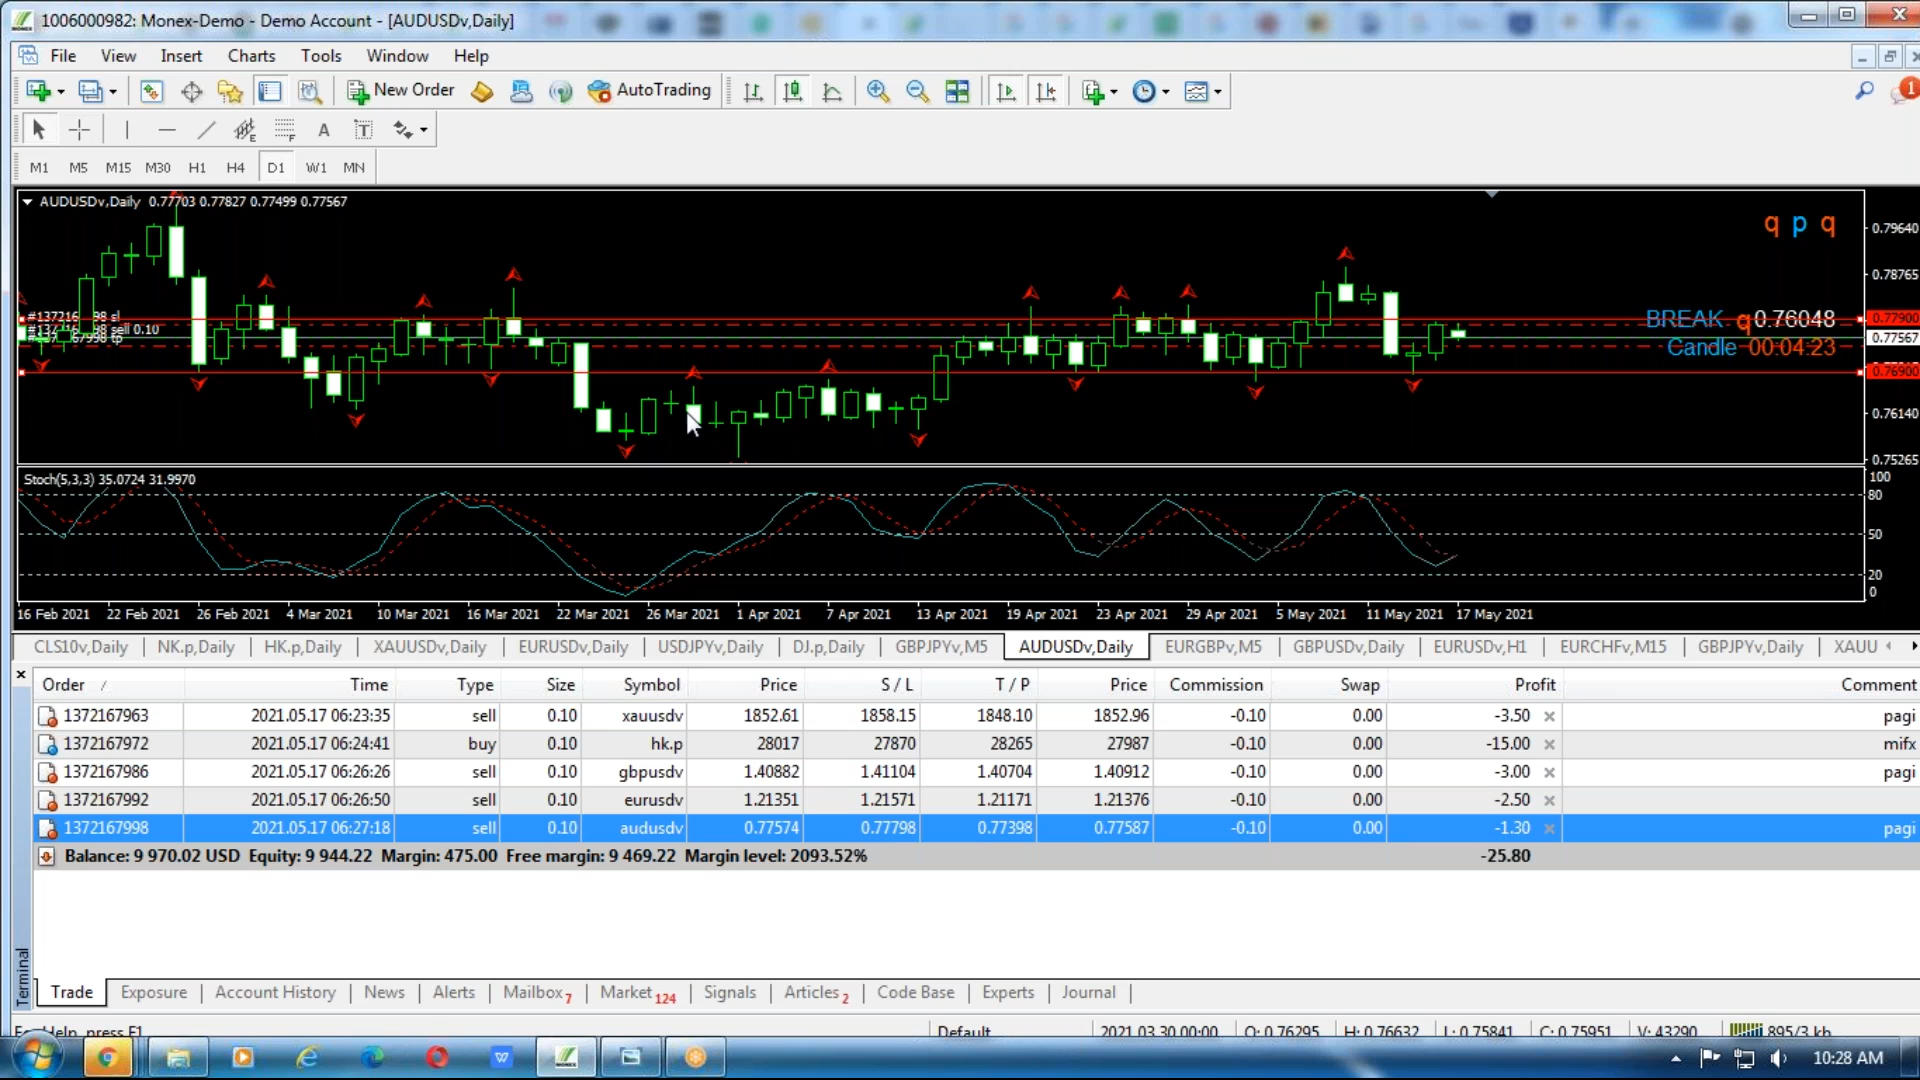 1006000982: Monex-Demo - Demo Account - [AUDUSDv,Daily]
File View Insert Charts Tools Window Help
New Order AutoTrading 1
A T
M1 M5 M15 M30 H1 H4 D1 W1 MN
AUDUSDv,Daily 0.77703 0.77827 0.77499 0.77567
q p q
0.79640
0.78765
sl
sell 0.10
tp
BREAK q 0.76048
Candle 00:04:23
0.77900
0.77567
0.76900
0.76140
0.75265
Stoch(5,3,3) 35.0724 31.9970
100
80
50
20
0
16 Feb 2021 22 Feb 2021 26 Feb 2021 4 Mar 2021 10 Mar 2021 16 Mar 2021 22 Mar 2021 26 Mar 2021 1 Apr 2021 7 Apr 2021 13 Apr 2021 19 Apr 2021 23 Apr 2021 29 Apr 2021 5 May 2021 11 May 2021 17 May 2021
CLS10v,Daily NK.p,Daily HK.p,Daily XAUUSDv,Daily EURUSDv,Daily USDJPYv,Daily DJ.p,Daily GBPJPYv,M5 AUDUSDv,Daily EURGBPv,M5 GBPUSDv,Daily EURUSDv,H1 EURCHFv,M15 GBPJPYv,Daily XAUU
Order / Time Type Size Symbol Price S / L T / P Price Commission Swap Profit Comment
1372167963 2021.05.17 06:23:35 sell 0.10 xauusdv 1852.61 1858.15 1848.10 1852.96 -0.10 0.00 -3.50 pagi
1372167972 2021.05.17 06:24:41 buy 0.10 hk.p 28017 27870 28265 27987 -0.10 0.00 -15.00 mifx
1372167986 2021.05.17 06:26:26 sell 0.10 gbpusdv 1.40882 1.41104 1.40704 1.40912 -0.10 0.00 -3.00 pagi
1372167992 2021.05.17 06:26:50 sell 0.10 eurusdv 1.21351 1.21571 1.21171 1.21376 -0.10 0.00 -2.50
1372167998 2021.05.17 06:27:18 sell 0.10 audusdv 0.77574 0.77798 0.77398 0.77587 -0.10 0.00 -1.30 pagi
Balance: 9 970.02 USD Equity: 9 944.22 Margin: 475.00 Free margin: 9 469.22 Margin level: 2093.52% -25.80
Terminal
Trade Exposure Account History News Alerts Mailbox 7 Market 124 Signals Articles 2 Code Base Experts Journal
Help, press F1 Default 2021.03.30 00:00 O: 0.76295 H: 0.76632 L: 0.75841 C: 0.75951 V: 43290 895/3 kb
10:28 AM